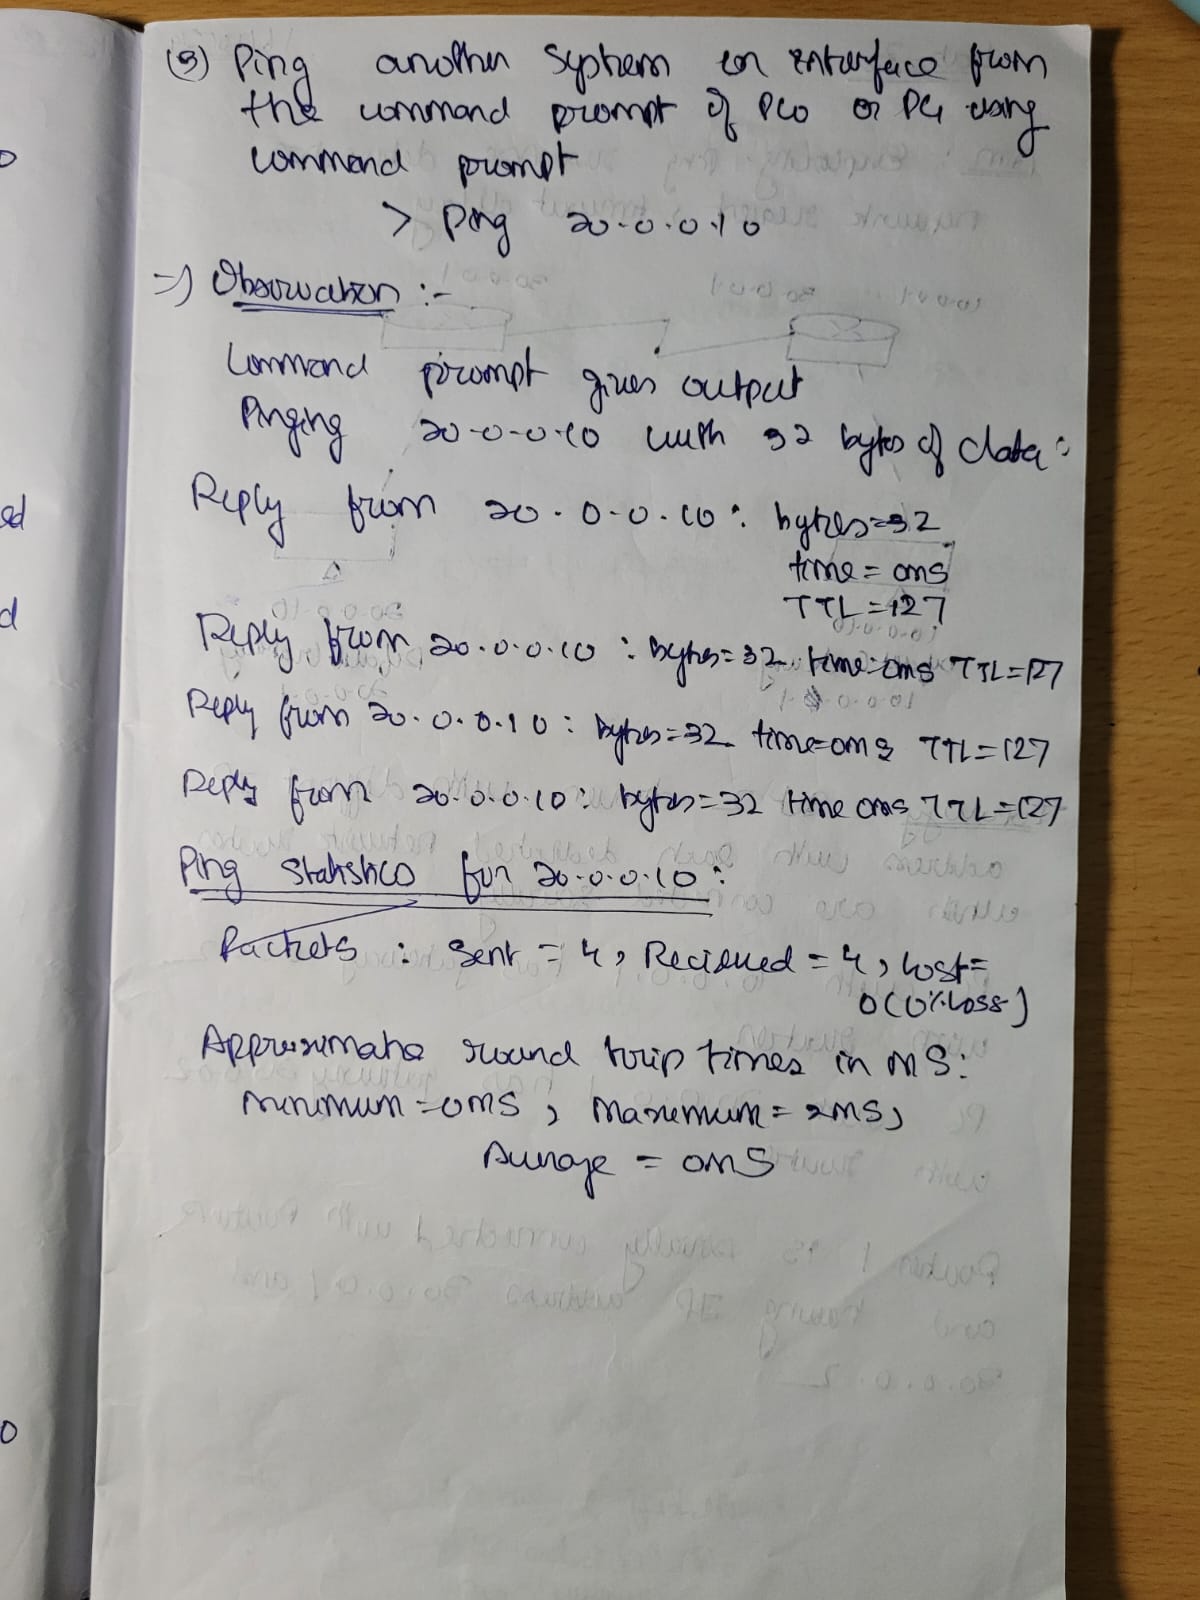 (9) Ping another System or Interface from
the command prompt of PC0 or PC1 using
command prompt
> Ping 20.0.0.10
=) Observation :-
Command prompt gives output
Pinging 20.0.0.10 with 32 bytes of data:
Reply from 20.0.0.10: bytes=32
time=0ms
TTL=127
Reply from 20.0.0.10: bytes=32 time=0ms TTL=127
Reply from 20.0.0.10: bytes=32 time=0ms TTL=127
Reply from 20.0.0.10: bytes=32 time 0ms TTL=127
Ping Statistics for 20.0.0.10:
Packets : Sent = 4, Recieved = 4, Lost=
0(0% Loss)
Approximate round trip times in MS:
Minimum=0MS, Maximum=2MS,
Average = 0MS